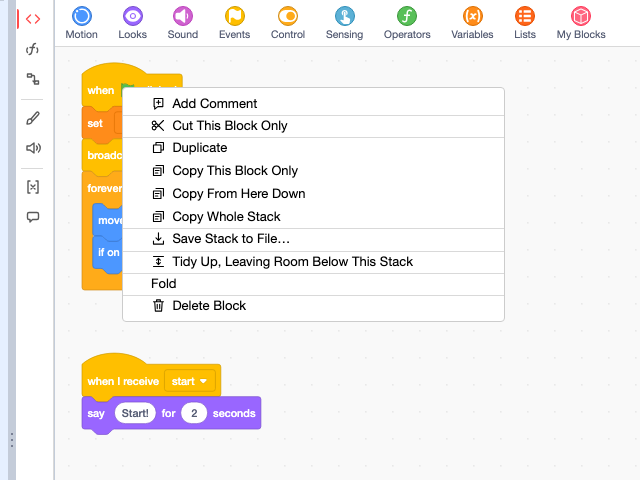 Motion Looks Sound Events Control Sensing Operators Variables Lists My Blocks
when
set
forever
move
if on
Add Comment
Cut This Block Only
Duplicate
Copy This Block Only
Copy From Here Down
Copy Whole Stack
Save Stack to File…
Tidy Up, Leaving Room Below This Stack
Fold
Delete Block
when I receive start
say Start! for 2 seconds